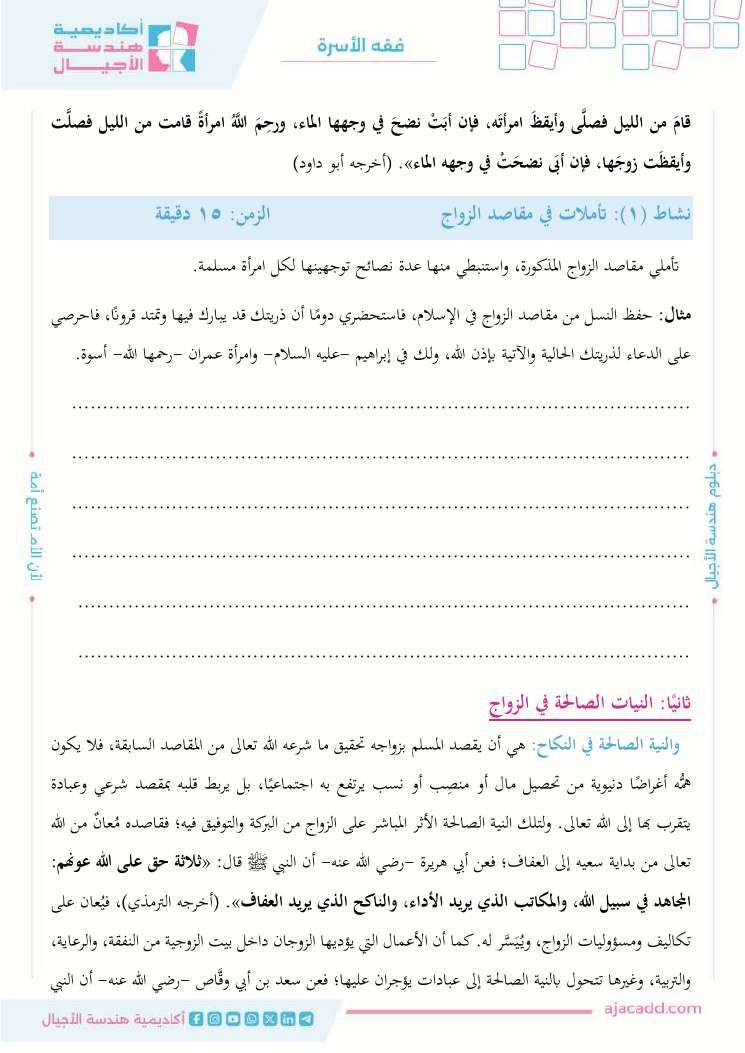 أكاديمية
هندسة
الأجيال
فقه الأسرة
قامَ من الليل فصلَّى وأيقظَ امرأتَه، فإن أبَتْ نضحَ في وجهها الماء، ورحِمَ اللَّهُ امرأةً قامت من الليل فصلَّت
وأيقظَت زوجَها، فإن أبَى نضحَتْ في وجهه الماء». (أخرجه أبو داود)
نشاط (١): تأملات في مقاصد الزواج الزمن: ١٥ دقيقة
تأملي مقاصد الزواج المذكورة، واستنبطي منها عدة نصائح توجهينها لكل امرأة مسلمة.
مثال: حفظ النسل من مقاصد الزواج في الإسلام، فاستحضري دومًا أن ذريتك قد يبارك فيها وتمتد قرونًا، فاحرصي
على الدعاء لذريتك الحالية والآتية بإذن الله، ولك في إبراهيم –عليه السلام– وامرأة عمران –رحمها الله– أسوة.
ثانيًا: النيات الصالحة في الزواج
والنية الصالحة في النكاح: هي أن يقصد المسلم بزواجه تحقيق ما شرعه الله تعالى من المقاصد السابقة، فلا يكون
همُّه أغراضًا دنيوية من تحصيل مال أو منصِب أو نسب يرتفع به اجتماعيًا، بل يربط قلبه بمقصد شرعي وعبادة
يتقرب بها إلى الله تعالى. ولتلك النية الصالحة الأثر المباشر على الزواج من البركة والتوفيق فيه؛ فقاصده مُعانٌ من الله
تعالى من بداية سعيه إلى العفاف؛ فعن أبي هريرة –رضي الله عنه– أن النبي ﷺ قال: «ثلاثة حق على الله عونهم:
المجاهد في سبيل الله، والمكاتب الذي يريد الأداء، والناكح الذي يريد العفاف». (أخرجه الترمذي)، فيُعان على
تكاليف ومسؤوليات الزواج، ويُيَسَّر له. كما أن الأعمال التي يؤديها الزوجان داخل بيت الزوجية من النفقة، والرعاية،
والتربية، وغيرها تتحول بالنية الصالحة إلى عبادات يؤجران عليها؛ فعن سعد بن أبي وقَّاص –رضي الله عنه– أن النبي
دبلوم هندسة الأجيال
لأن الأم تصنع أمة
ajacadd.com
أكاديمية هندسة الأجيال